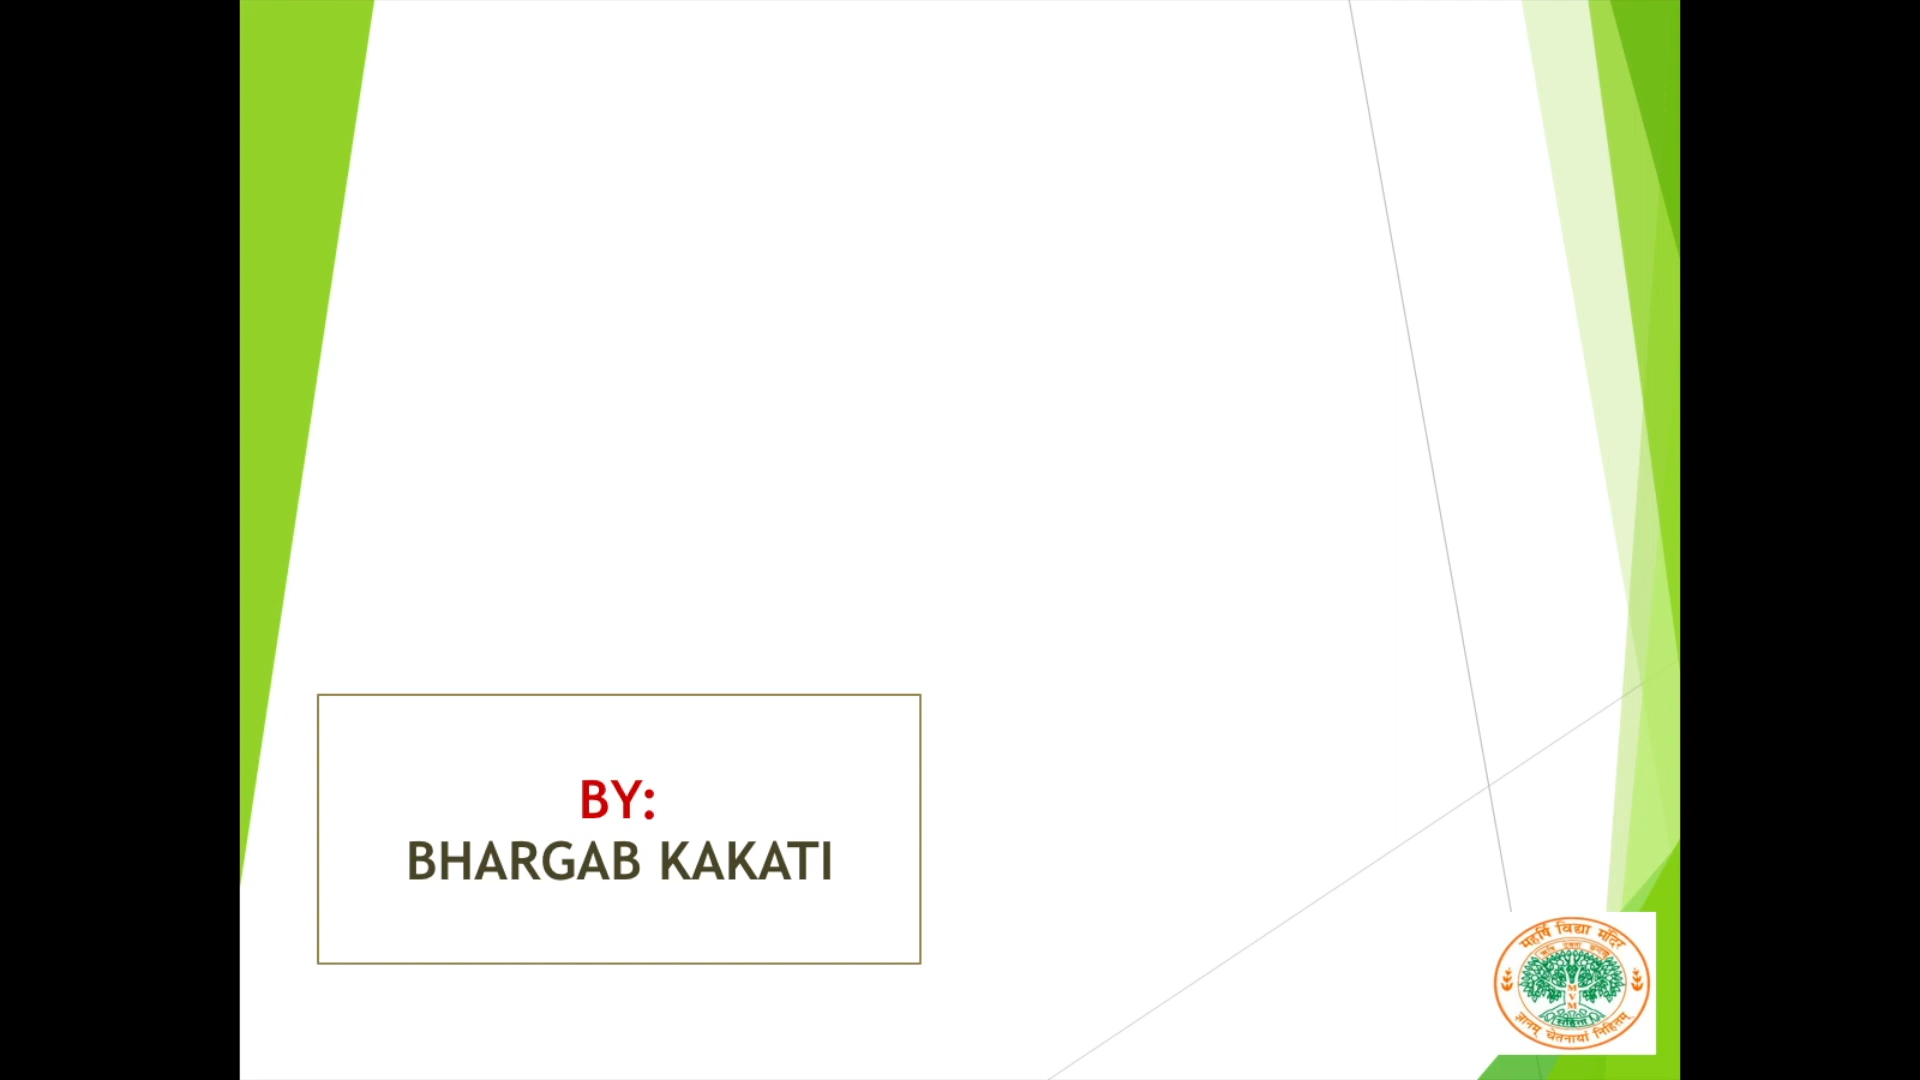 BY:
BHARGAB KAKATI
महर्षि विद्या मंदिर
M
V
M
ज्ञानम् चेतनायां निहितम्